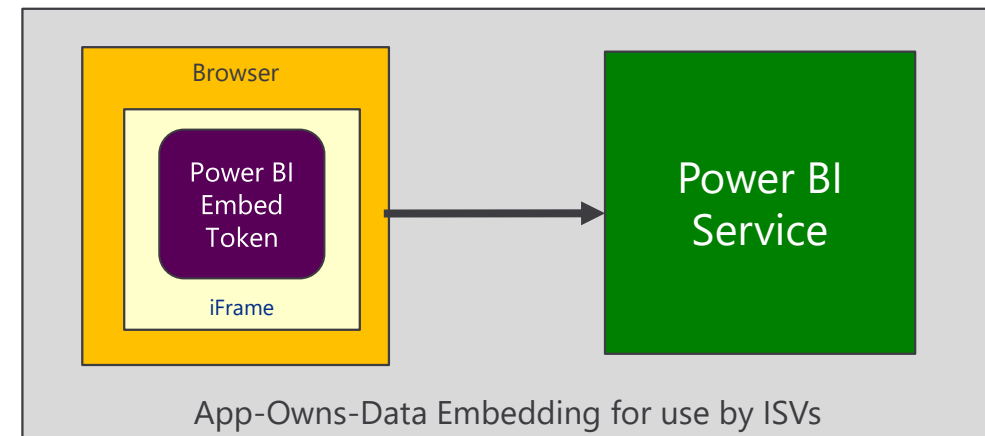 Browser
Power BI
Embed
Token
iFrame
Power BI
Service
App-Owns-Data Embedding for use by ISVs